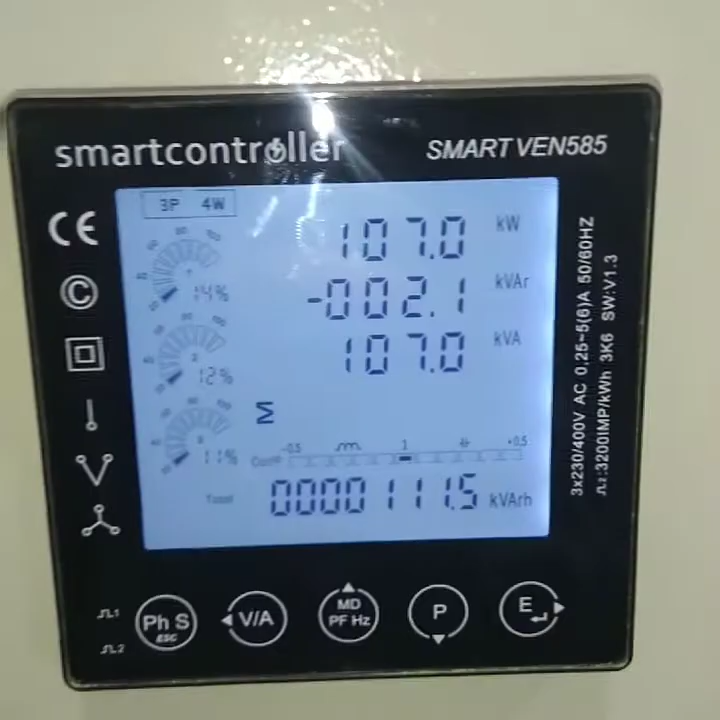 smartcontroller
SMART VEN585
3P 4W
107.0 kW
-002.1 kVAr
107.0 kVA
14%
12%
11%
Σ
-0.5 1 +0.5
Cosφ
Total 0000111.5 kVArh
CE
©
3x230/400V AC 0,25~5(6)A 50/60HZ
3200IMP/kWh 3K6 SW:V1.3
Ph S
ESC
V/A
MD
PF Hz
P
E